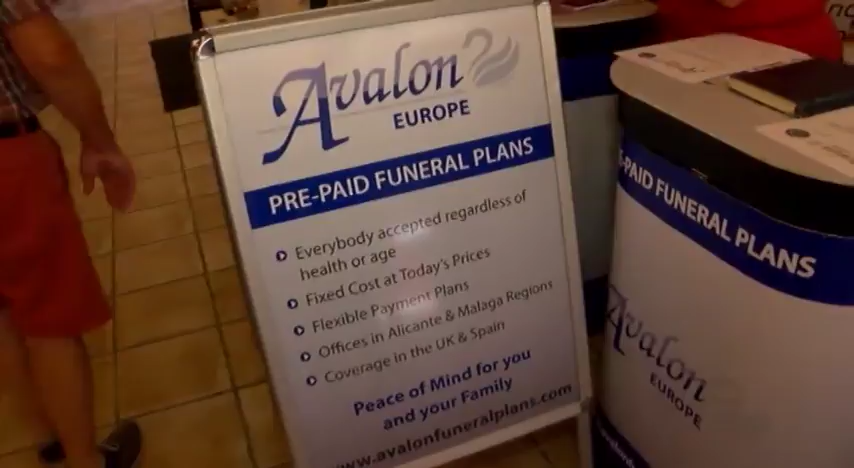 Avalon
EUROPE
PRE-PAID FUNERAL PLANS
Everybody accepted regardless of
health or age
Fixed Cost at Today's Prices
Flexible Payment Plans
Offices in Alicante & Malaga Regions
Coverage in the UK & Spain
Peace of Mind for you
and your Family
www.avalonfuneralplans.com
PAID FUNERAL PLANS
Avalon
EUROPE